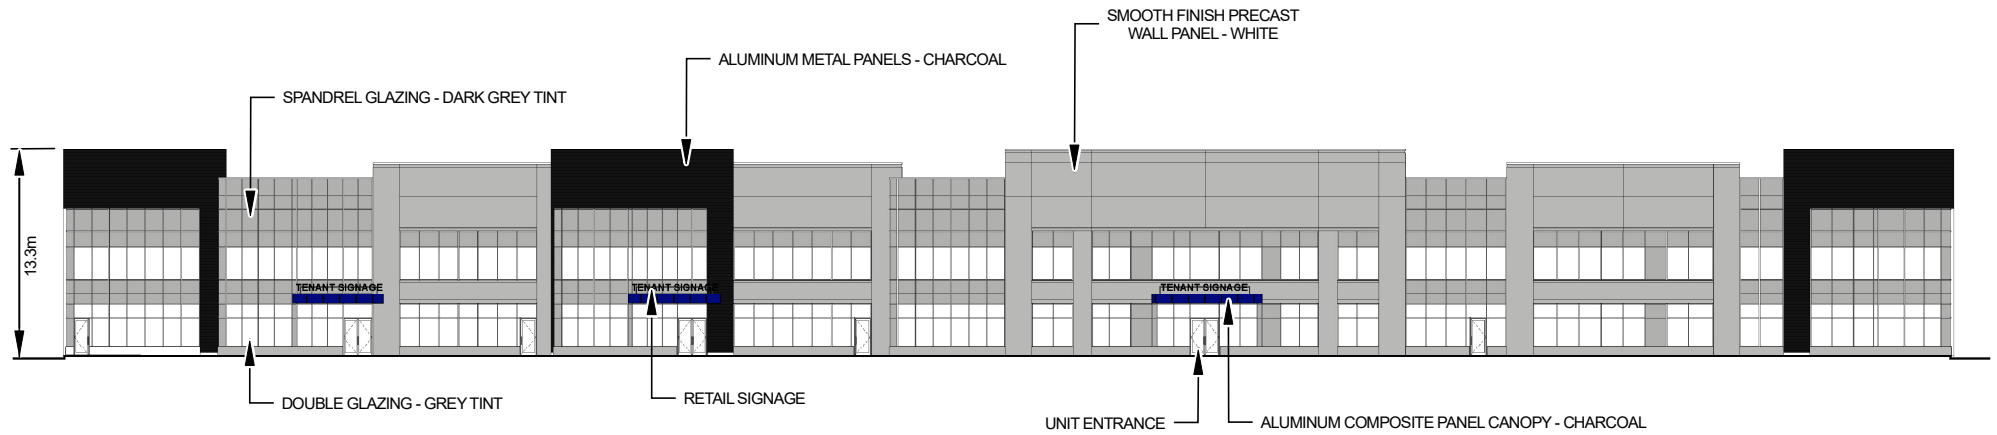 SMOOTH FINISH PRECAST
WALL PANEL - WHITE
ALUMINUM METAL PANELS - CHARCOAL
SPANDREL GLAZING - DARK GREY TINT
13.3m
TENANT SIGNAGE
TENANT SIGNAGE
TENANT SIGNAGE
DOUBLE GLAZING - GREY TINT
RETAIL SIGNAGE
UNIT ENTRANCE
ALUMINUM COMPOSITE PANEL CANOPY - CHARCOAL